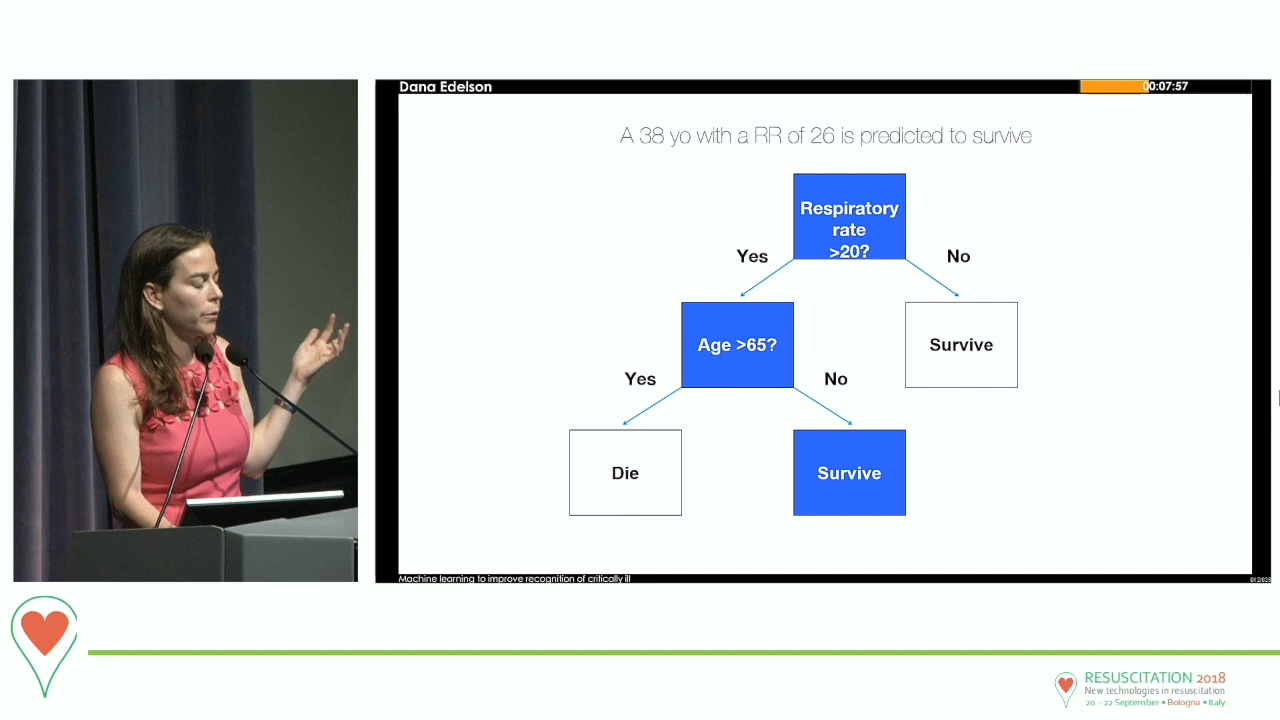 Dana Edelson
00:07:57
A 38 yo with a RR of 26 is predicted to survive
Respiratory
rate
>20?
Yes
No
Age >65?
Survive
Yes
No
Die
Survive
Machine learning to improve recognition of critically ill
RESUSCITATION 2018
New technologies in resuscitation
20 - 22 September • Bologna • Italy